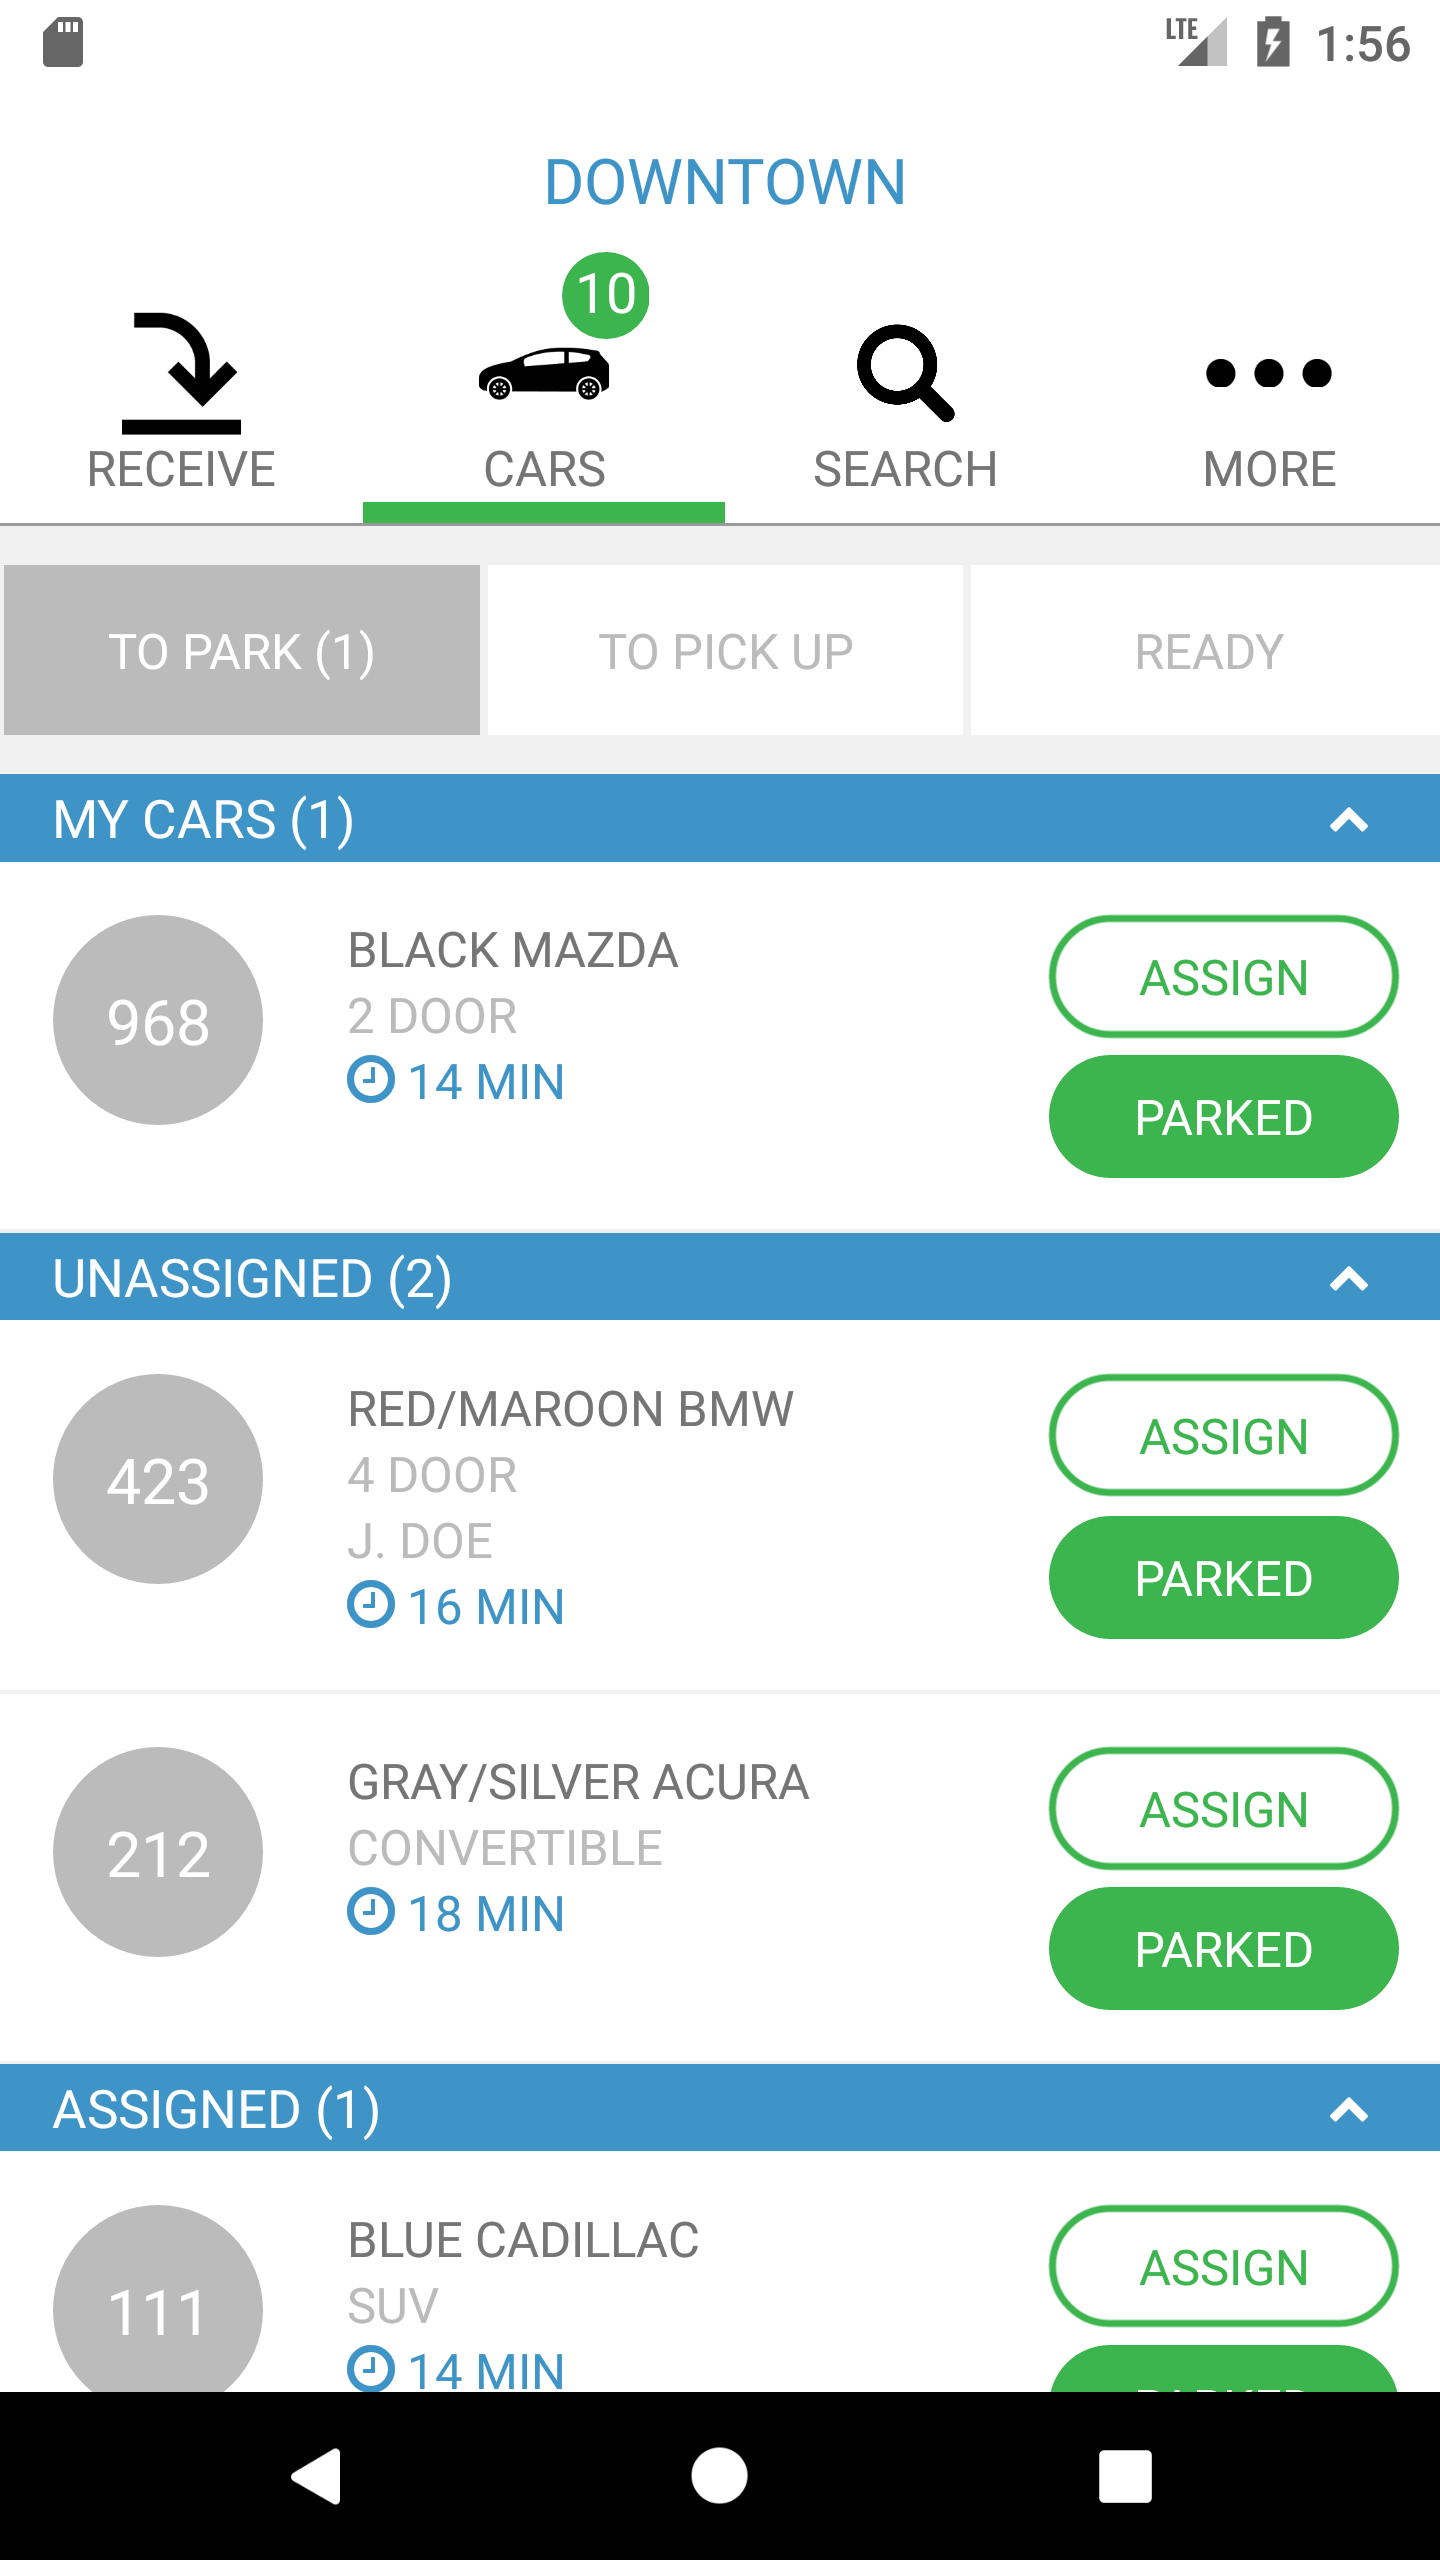 LTE 1:56
DOWNTOWN
10
RECEIVE CARS SEARCH MORE
TO PARK (1) TO PICK UP READY
MY CARS (1)
968
BLACK MAZDA
2 DOOR
14 MIN
ASSIGN
PARKED
UNASSIGNED (2)
423
RED/MAROON BMW
4 DOOR
J. DOE
16 MIN
ASSIGN
PARKED
212
GRAY/SILVER ACURA
CONVERTIBLE
18 MIN
ASSIGN
PARKED
ASSIGNED (1)
111
BLUE CADILLAC
SUV
14 MIN
ASSIGN